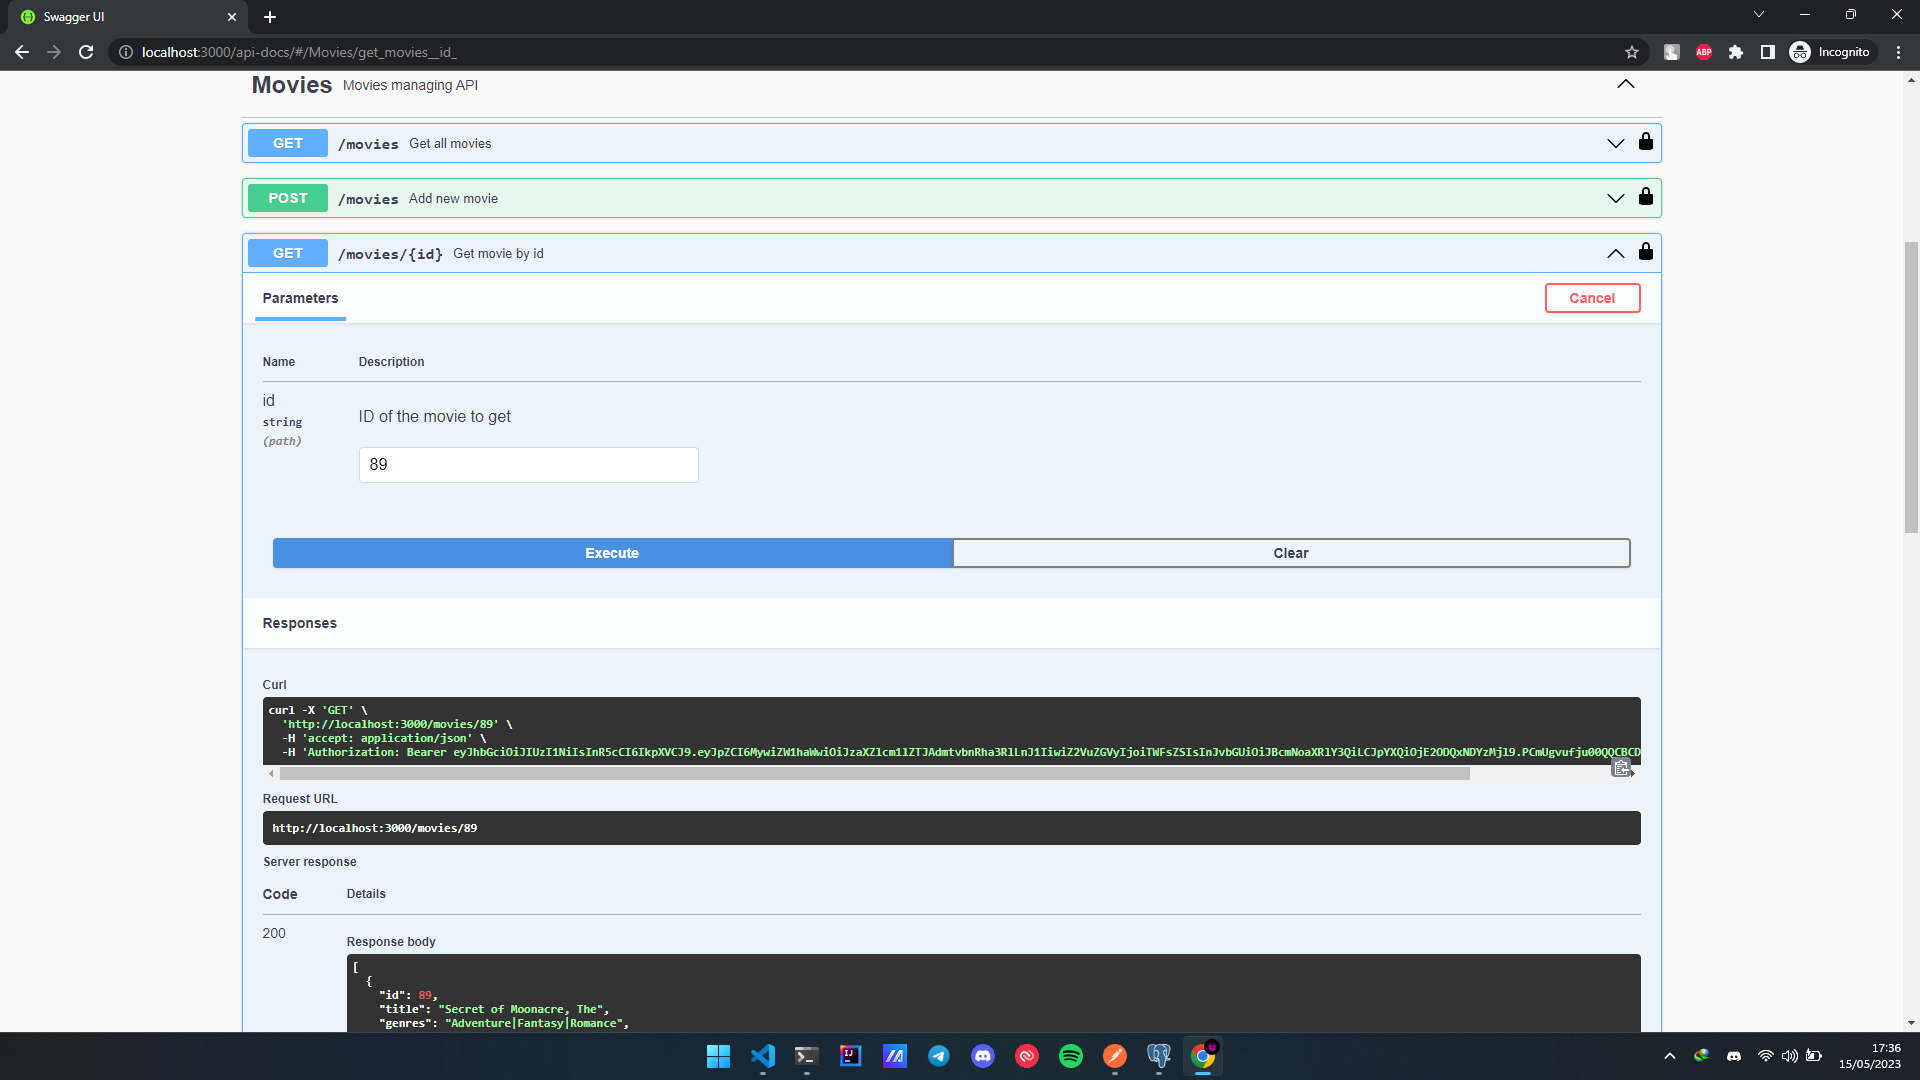 Swagger UI
localhost:3000/api-docs/#/Movies/get_movies__id_
ABP
Incognito
Movies Movies managing API
GET /movies Get all movies
POST /movies Add new movie
GET /movies/{id} Get movie by id
Parameters
Cancel
Name Description
id
string
(path)
ID of the movie to get
89
Execute
Clear
Responses
Curl
curl -X 'GET' \
'http://localhost:3000/movies/89' \
-H 'accept: application/json' \
-H 'Authorization: Bearer
Request URL
http://localhost:3000/movies/89
Server response
Code Details
200
Response body
[
{
"id": 89,
"title": "Secret of Moonacre, The",
"genres": "Adventure|Fantasy|Romance",
17:36
15/05/2023